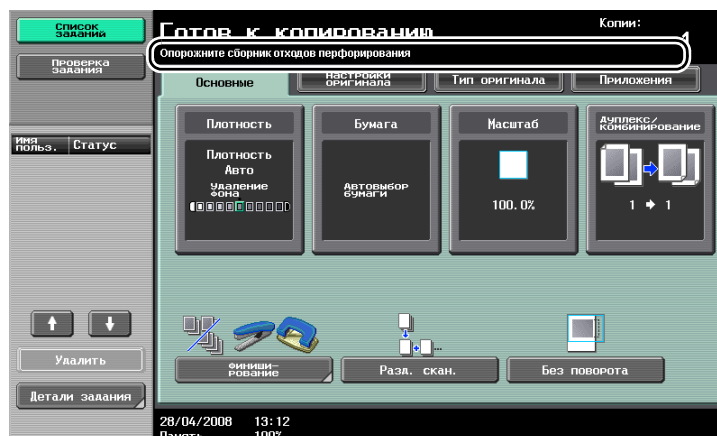 Список
заданий
Проверка
задания
Имя
польз.
Статус
Удалить
Детали задания
Готов к копированию
Копии:
Опорожните сборник отходов перфорирования
Основные
Настройки
оригинала
Тип оригинала
Приложения
Плотность
Плотность
Авто
Удаление
фона
Бумага
Автовыбор
бумаги
Масштаб
100.0%
Дуплекс/
Комбинирование
1 ➔ 1
Финиши-
рование
Разд. скан.
Без поворота
28/04/2008 13:12
Память: 100%